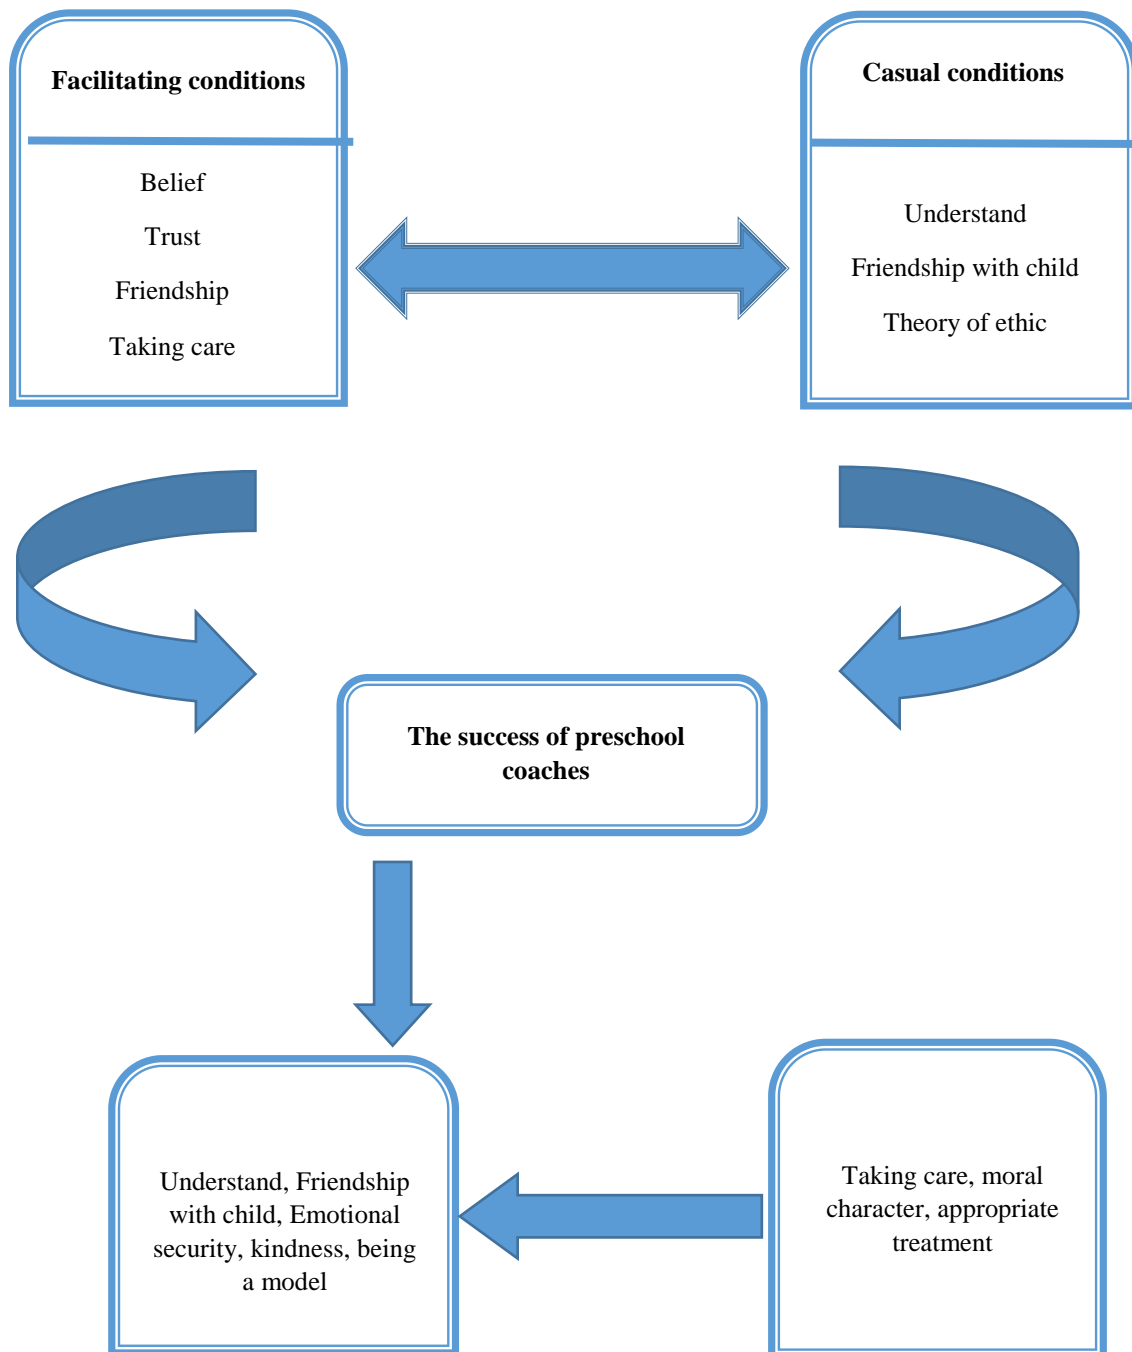 Facilitating conditions
Belief
Trust
Friendship
Taking care
Casual conditions
Understand
Friendship with child
Theory of ethic
The success of preschool
coaches
Understand, Friendship
with child, Emotional
security, kindness, being
a model
Taking care, moral
character, appropriate
treatment